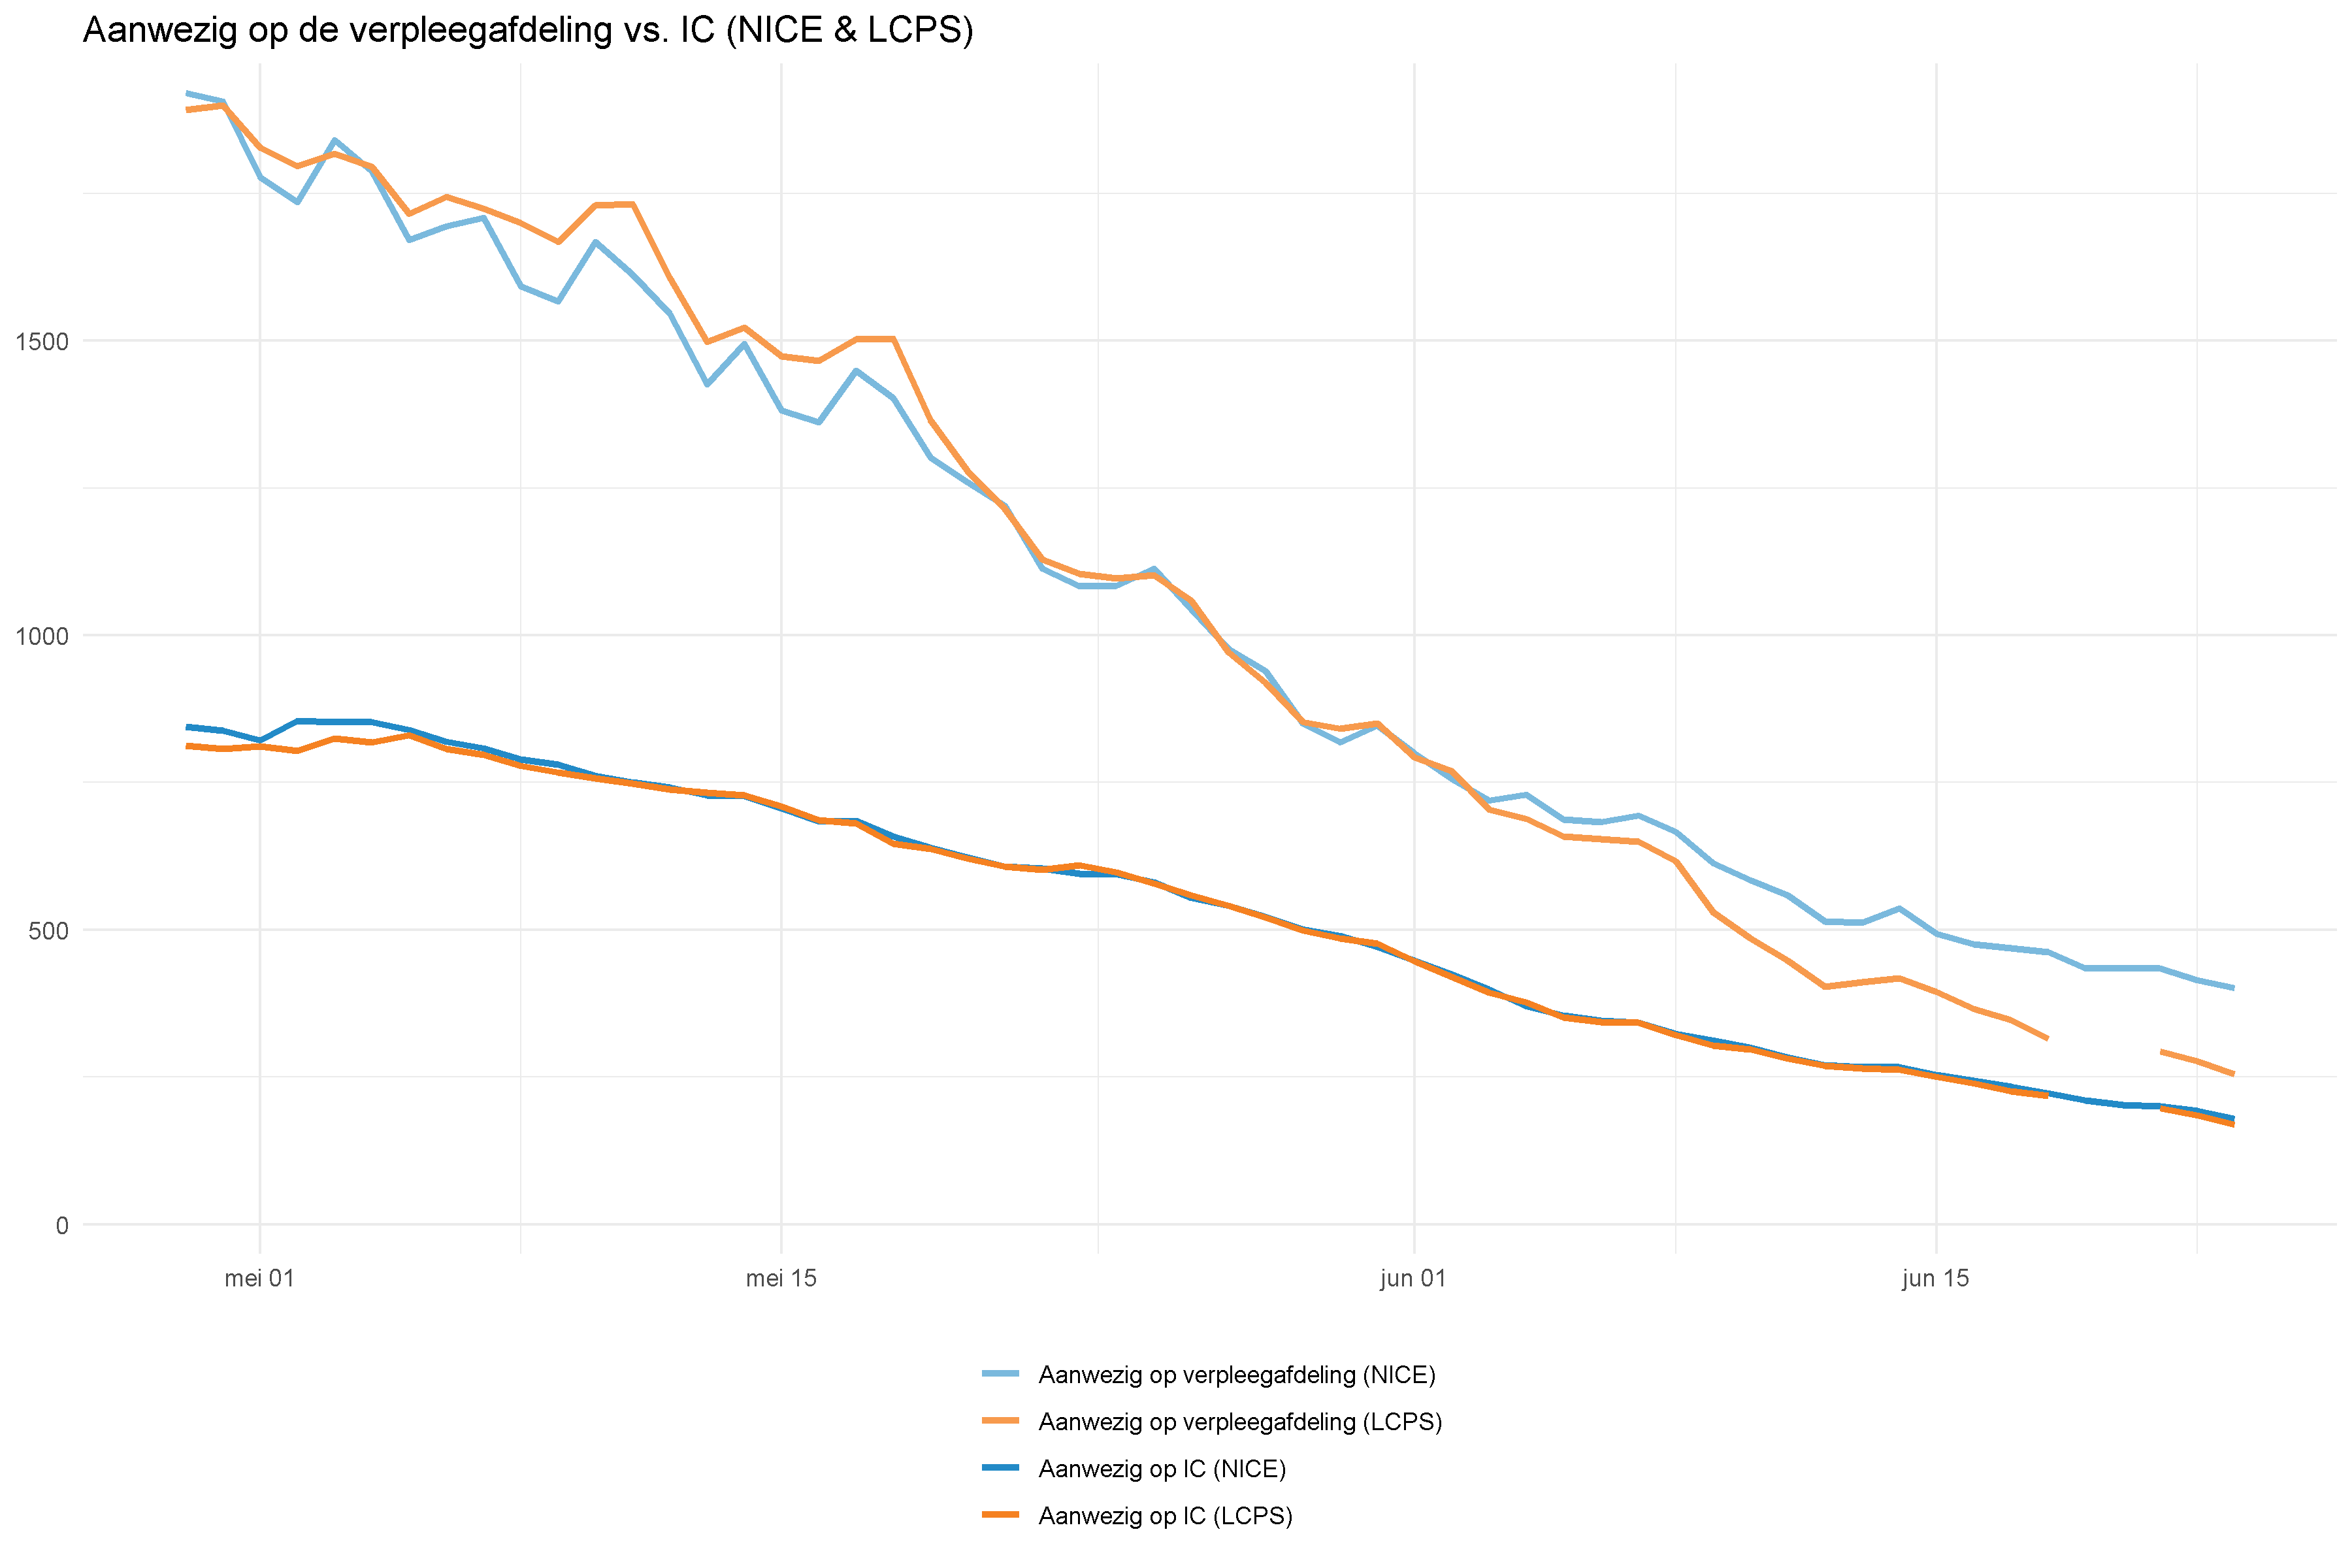 Aanwezig op de verpleegafdeling vs. IC (NICE & LCPS)
1500
1000
500
0
mei 01
mei 15
jun 01
jun 15
Aanwezig op verpleegafdeling (NICE)
Aanwezig op verpleegafdeling (LCPS)
Aanwezig op IC (NICE)
Aanwezig op IC (LCPS)